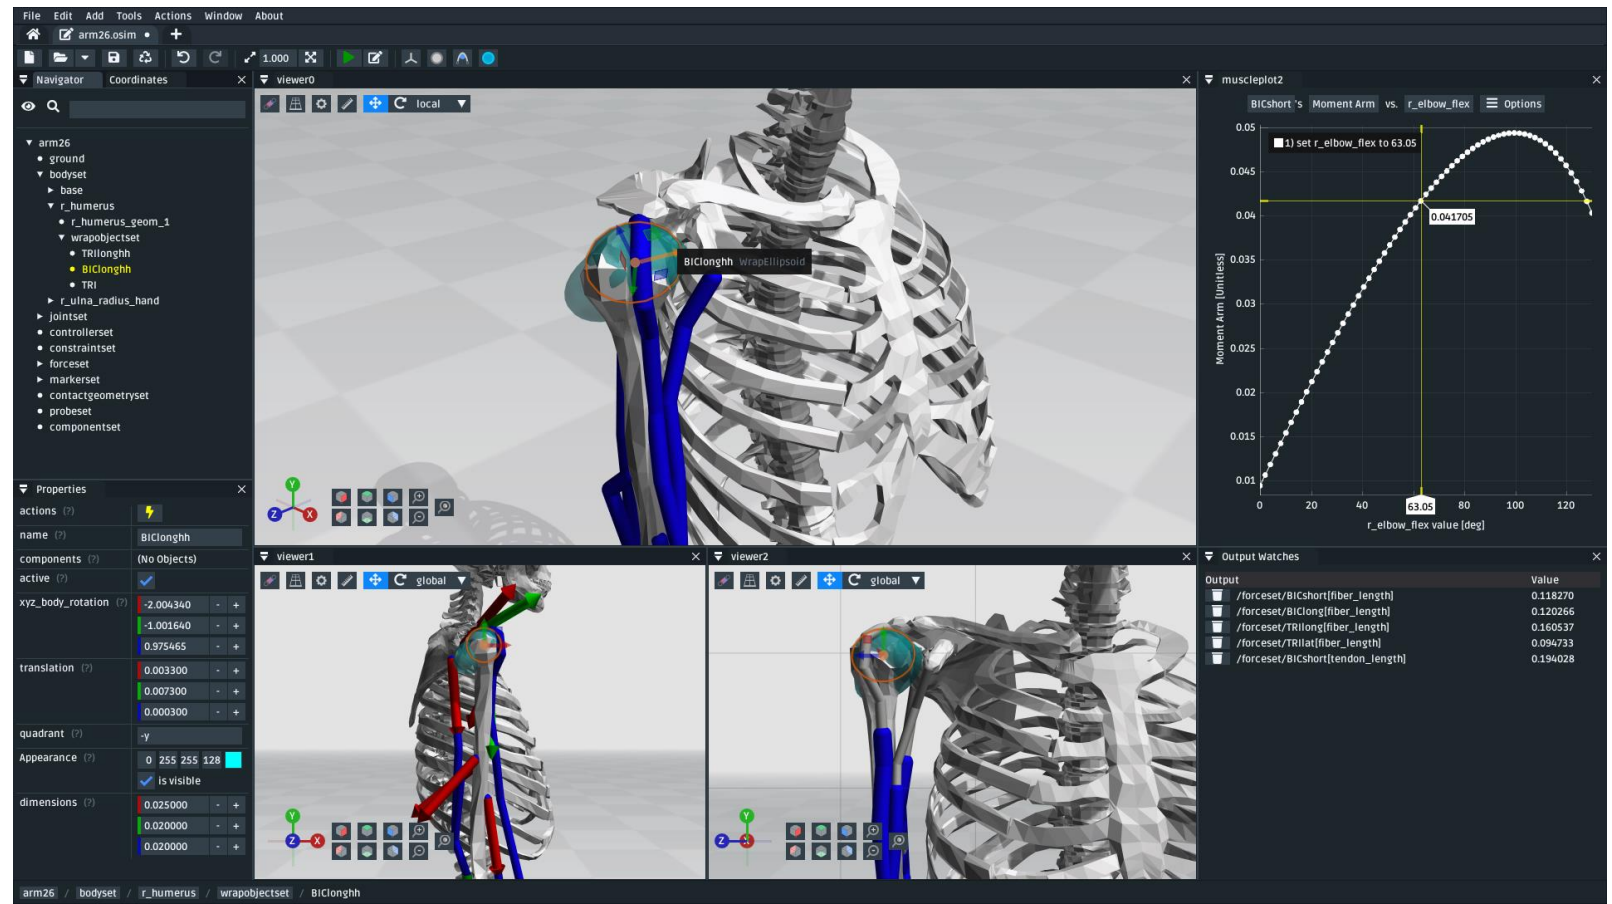 File Edit Add Tools Actions Window About
arm26.osim
1.000
Navigator Coordinates
arm26
ground
bodyset
base
r_humerus
r_humerus_geom_1
wrapobjectset
TRIlonghh
BIClonghh
TRI
r_ulna_radius_hand
jointset
controllerset
constraintset
forceset
markerset
contactgeometryset
probeset
componentset
Properties
actions (?)
name (?) BIClonghh
components (?) (No Objects)
active (?)
xyz_body_rotation (?) -2.004340 - +
-1.001640 - +
0.975465 - +
translation (?) 0.003300 - +
0.007300 - +
0.000300 - +
quadrant (?) -y
Appearance (?) 0 255 255 128
is visible
dimensions (?) 0.025000 - +
0.020000 - +
0.020000 - +
viewer0
local
BIClonghh WrapEllipsoid
Y
Z X
viewer1
global
Y
Z X
viewer2
global
Y
Z X
muscleplot2
BICshort 's Moment Arm vs. r_elbow_flex Options
1) set r_elbow_flex to 63.05
0.05
0.045
0.04
0.035
0.03
0.025
0.02
0.015
0.01
Moment Arm [Unitless]
0.041705
0 20 40 63.05 80 100 120
r_elbow_flex value [deg]
Output Watches
Output Value
/forceset/BICshort[fiber_length] 0.118270
/forceset/BIClong[fiber_length] 0.120266
/forceset/TRIlong[fiber_length] 0.160537
/forceset/TRIlat[fiber_length] 0.094733
/forceset/BICshort[tendon_length] 0.194028
arm26 / bodyset / r_humerus / wrapobjectset / BIClonghh